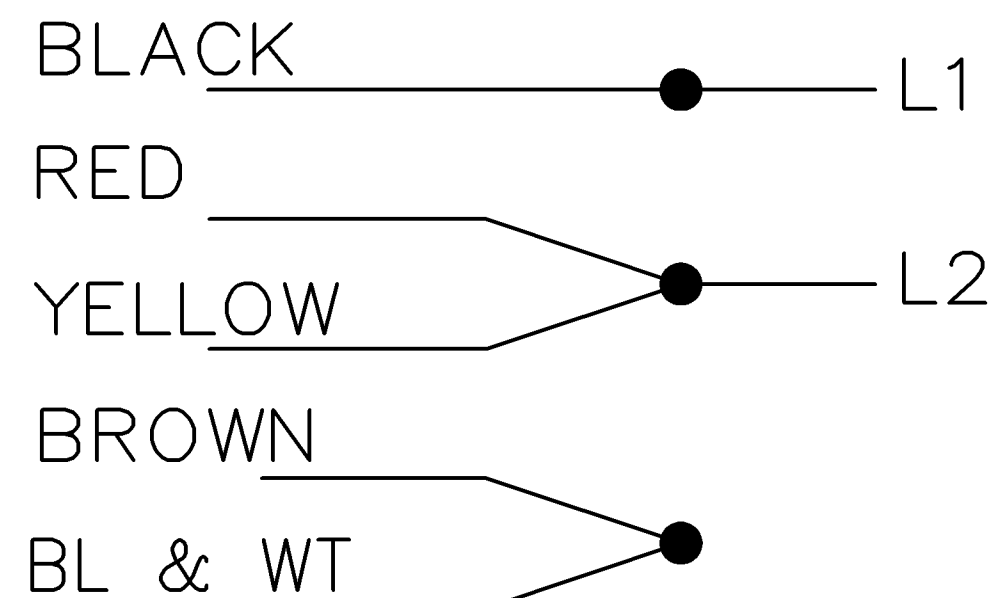 BLACK
L1
RED
YELLOW
L2
BROWN
BL & WT